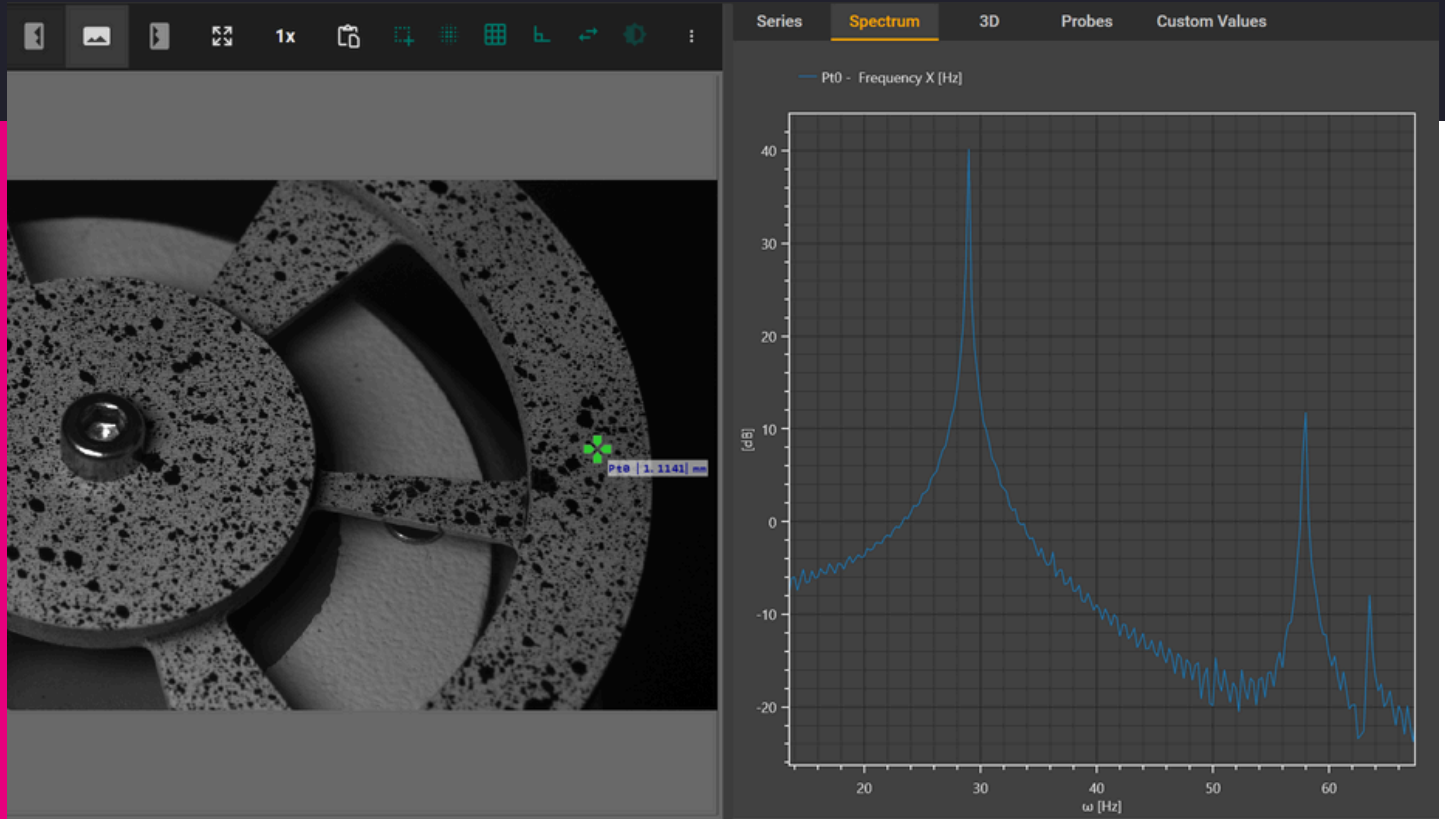 1x
Series Spectrum 3D Probes Custom Values
Pt0 - Frequency X [Hz]
40
30
20
10
0
-10
-20
[dB]
20 30 40 50 60
ω [Hz]
Pt0 | 1.1141| mm